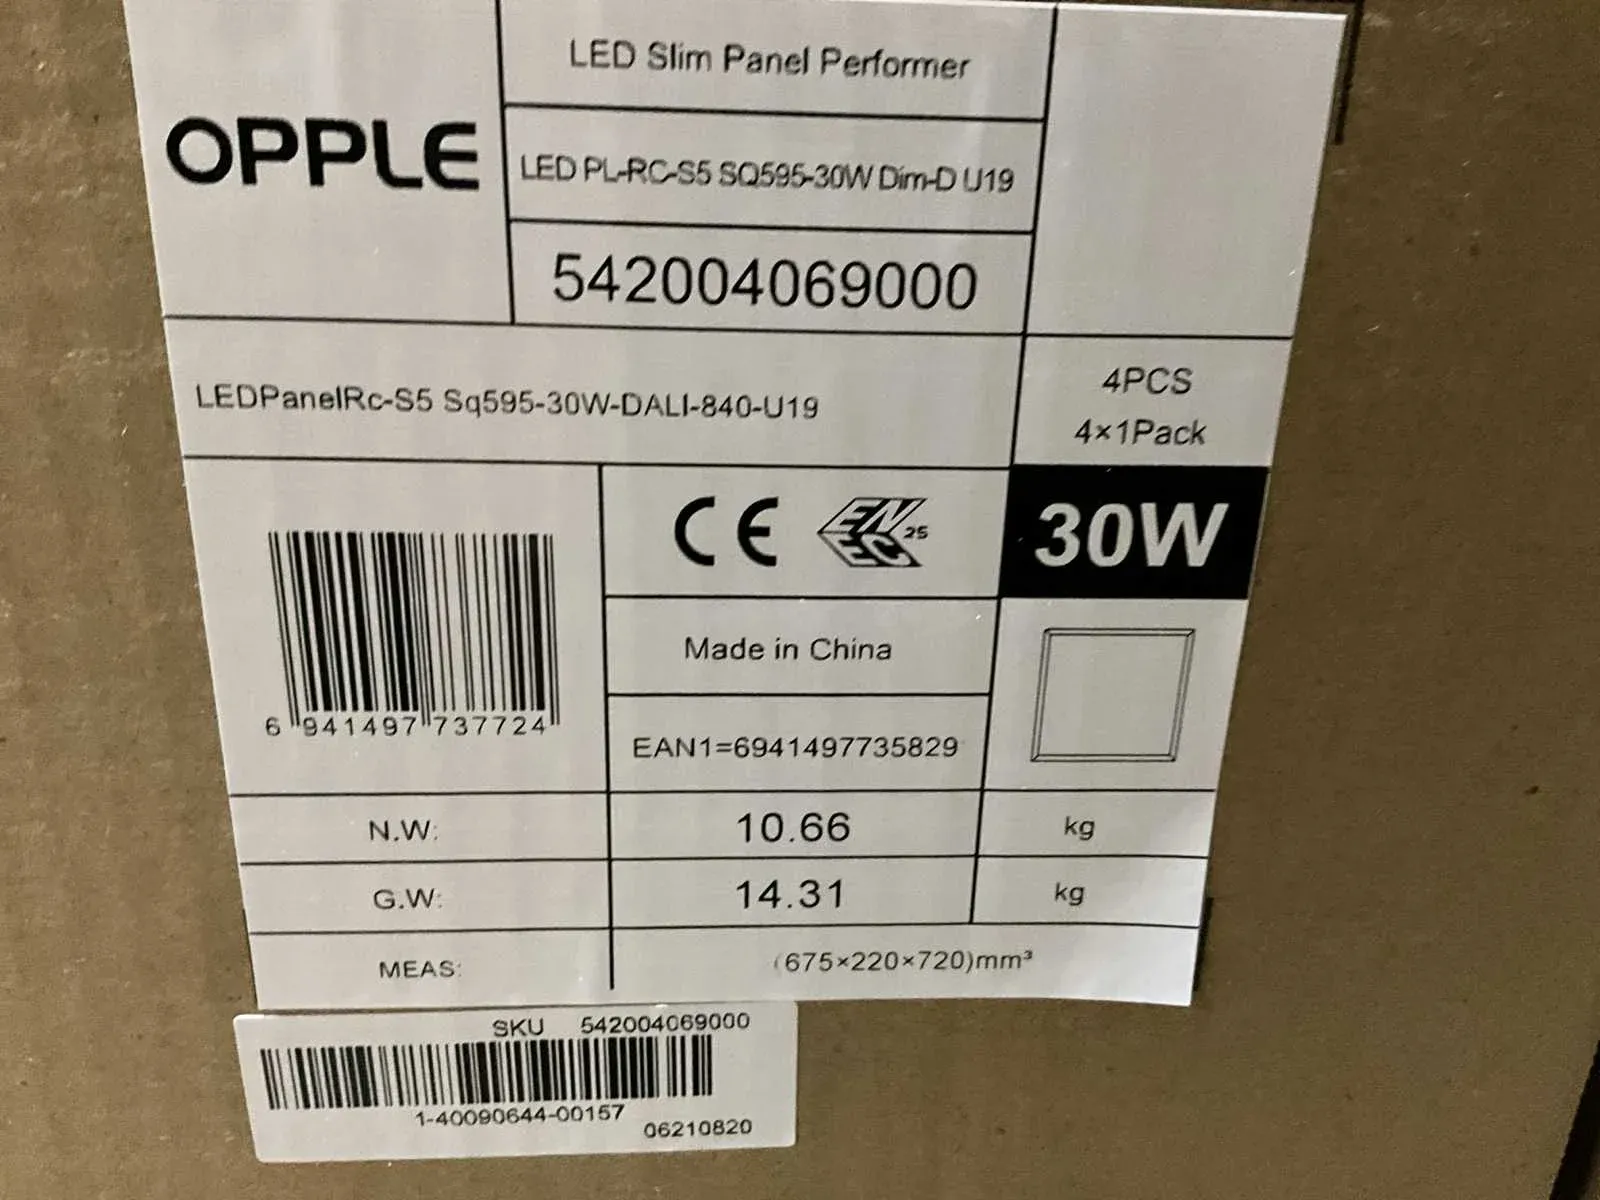 OPPLE
LED Slim Panel Performer
LED PL-RC-S5 SQ595-30W Dim-D U19
542004069000
LEDPanelRc-S5 Sq595-30W-DALI-840-U19
4PCS
4×1Pack
CE
ENEC 25
30W
6 941497 737724
Made in China
EAN1=6941497735829
N.W: 10.66 kg
G.W: 14.31 kg
MEAS: (675×220×720)mm³
SKU 542004069000
1-40090644-00157
06210820